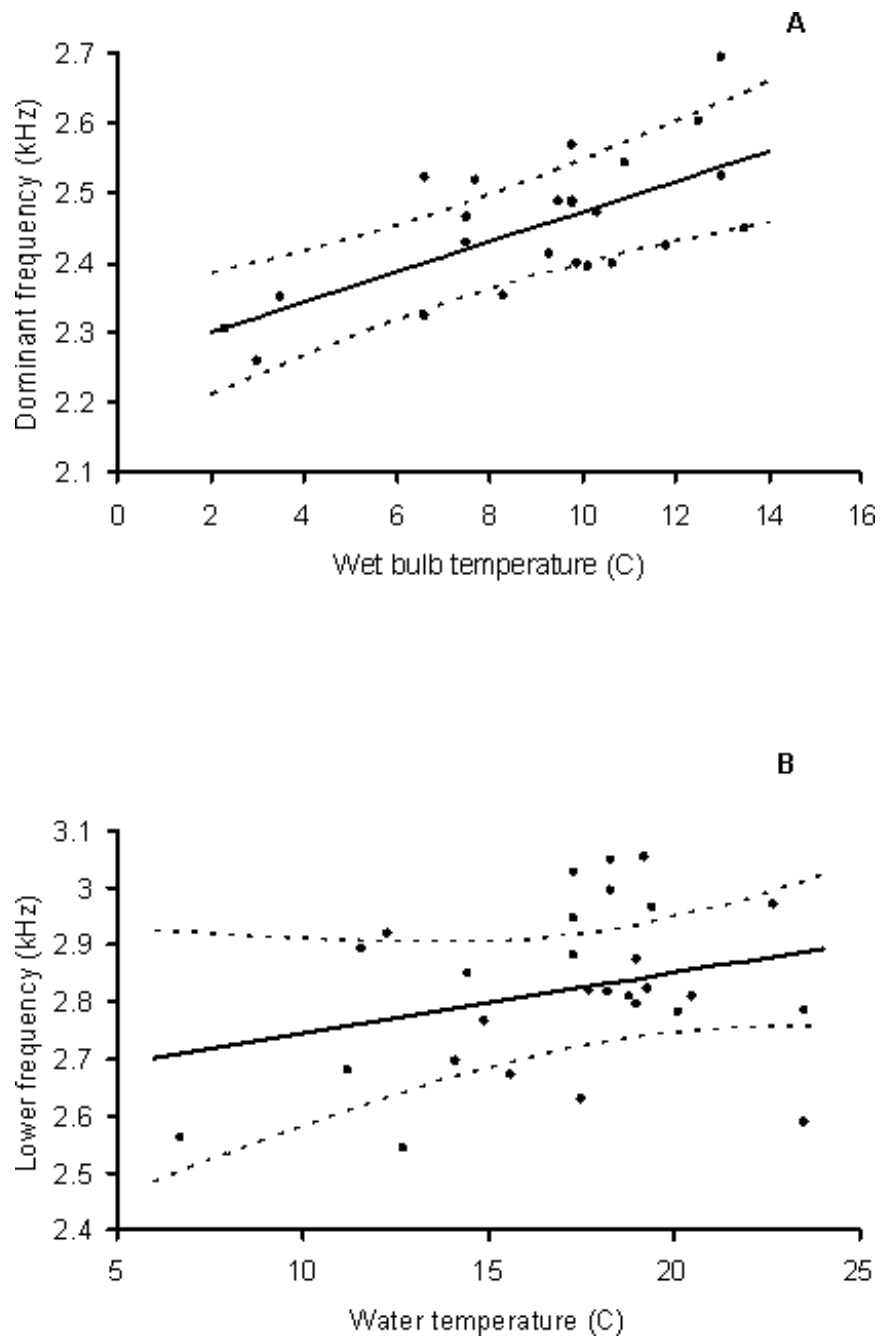 A
2.7
2.6
2.5
2.4
2.3
2.2
2.1
Dominant frequency (kHz)
0 2 4 6 8 10 12 14 16
Wet bulb temperature (C)
B
3.1
3
2.9
2.8
2.7
2.6
2.5
2.4
Lower frequency (kHz)
5 10 15 20 25
Water temperature (C)